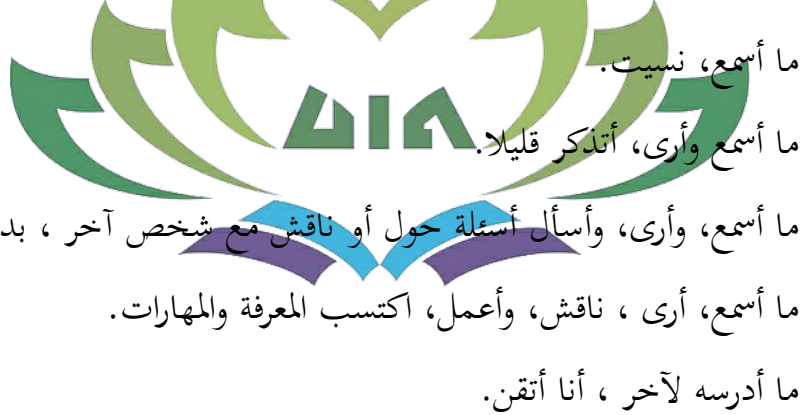 ما أسمع، نسيت.
ما أسمع وأرى، أتذكر قليلا.
ما أسمع، وأرى، وأسأل أسئلة حول أو ناقش مع شخص آخر ، بد
ما أسمع، أرى ، ناقش، وأعمل، اكتسب المعرفة والمهارات.
ما أدرسه لآخر ، أنا أتقن.